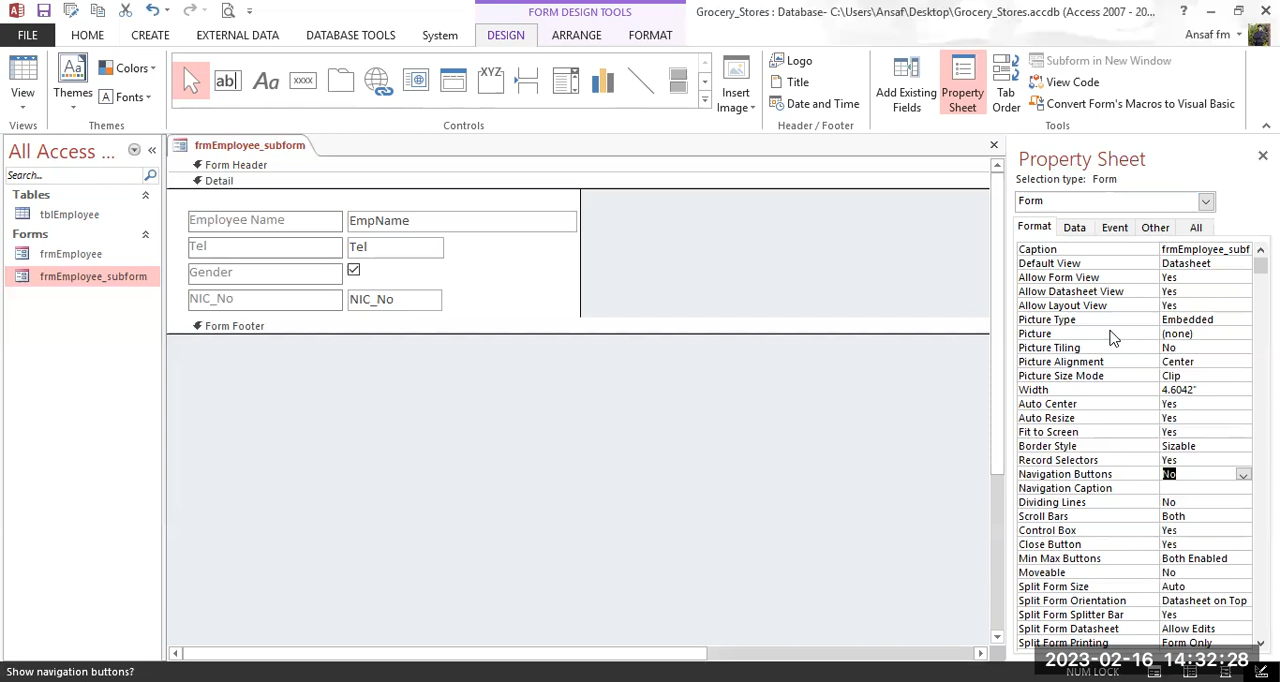 FORM DESIGN TOOLS
Grocery_Stores : Database- C:\Users\Ansaf\Desktop\Grocery_Stores.accdb (Access 2007 - 20...
?
FILE HOME CREATE EXTERNAL DATA DATABASE TOOLS System DESIGN ARRANGE FORMAT
Ansaf fm
View
Views
Themes
Colors
Fonts
Themes
ab|
Aa
xxxx
XYZ
Controls
Insert
Image
Logo
Title
Date and Time
Header / Footer
Add Existing
Fields
Property
Sheet
Tab
Order
Subform in New Window
View Code
Convert Form's Macros to Visual Basic
Tools
All Access ...
Search...
Tables
tblEmployee
Forms
frmEmployee
frmEmployee_subform
frmEmployee_subform
Form Header
Detail
Employee Name EmpName
Tel Tel
Gender
NIC_No NIC_No
Form Footer
Property Sheet
Selection type: Form
Form
Format Data Event Other All
Caption frmEmployee_subf
Default View Datasheet
Allow Form View Yes
Allow Datasheet View Yes
Allow Layout View Yes
Picture Type Embedded
Picture (none)
Picture Tiling No
Picture Alignment Center
Picture Size Mode Clip
Width 4.6042"
Auto Center Yes
Auto Resize Yes
Fit to Screen Yes
Border Style Sizable
Record Selectors Yes
Navigation Buttons No
Navigation Caption
Dividing Lines No
Scroll Bars Both
Control Box Yes
Close Button Yes
Min Max Buttons Both Enabled
Moveable No
Split Form Size Auto
Split Form Orientation Datasheet on Top
Split Form Splitter Bar Yes
Split Form Datasheet Allow Edits
Split Form Printing Form Only
2023-02-16 14:32:28
Show navigation buttons?
NUM LOCK